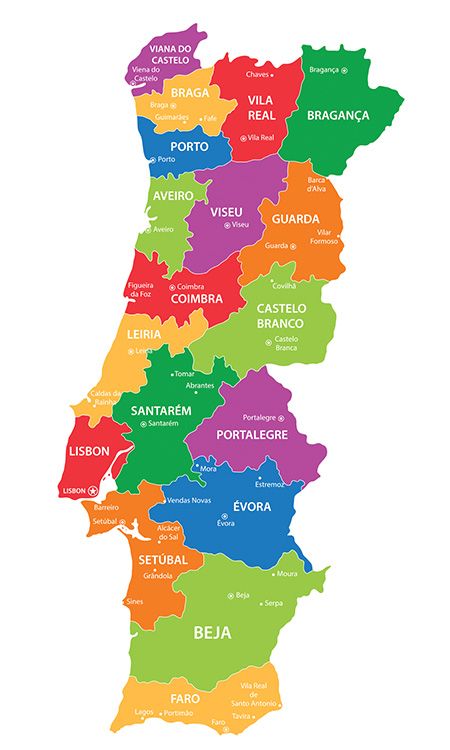 VIANA DO
CASTELO
Viena do
Castelo
BRAGA
Braga
Guimarães
Fafe
Chaves
VILA
REAL
Vila Real
Bragança
BRAGANÇA
PORTO
Porto
AVEIRO
Aveiro
VISEU
Viseu
Barca
d'Alva
GUARDA
Vilar
Formoso
Guarda
Figueira
da Foz
Coimbra
COIMBRA
Covilhã
CASTELO
BRANCO
Castelo
Branca
LEIRIA
Leiria
Caldas da
Rainha
Tomar
Abrantes
SANTARÉM
Santarém
Portalegre
PORTALEGRE
LISBON
LISBON
Mora
Estremoz
Vendas Novas
ÉVORA
Évora
Barreiro
Setúbal
Alcácer
do Sal
SETÚBAL
Grândola
Sines
Moura
Beja
Serpa
BEJA
FARO
Vila Real
de
Santo Antonio
Lagos
Portimão
Tavira
Faro